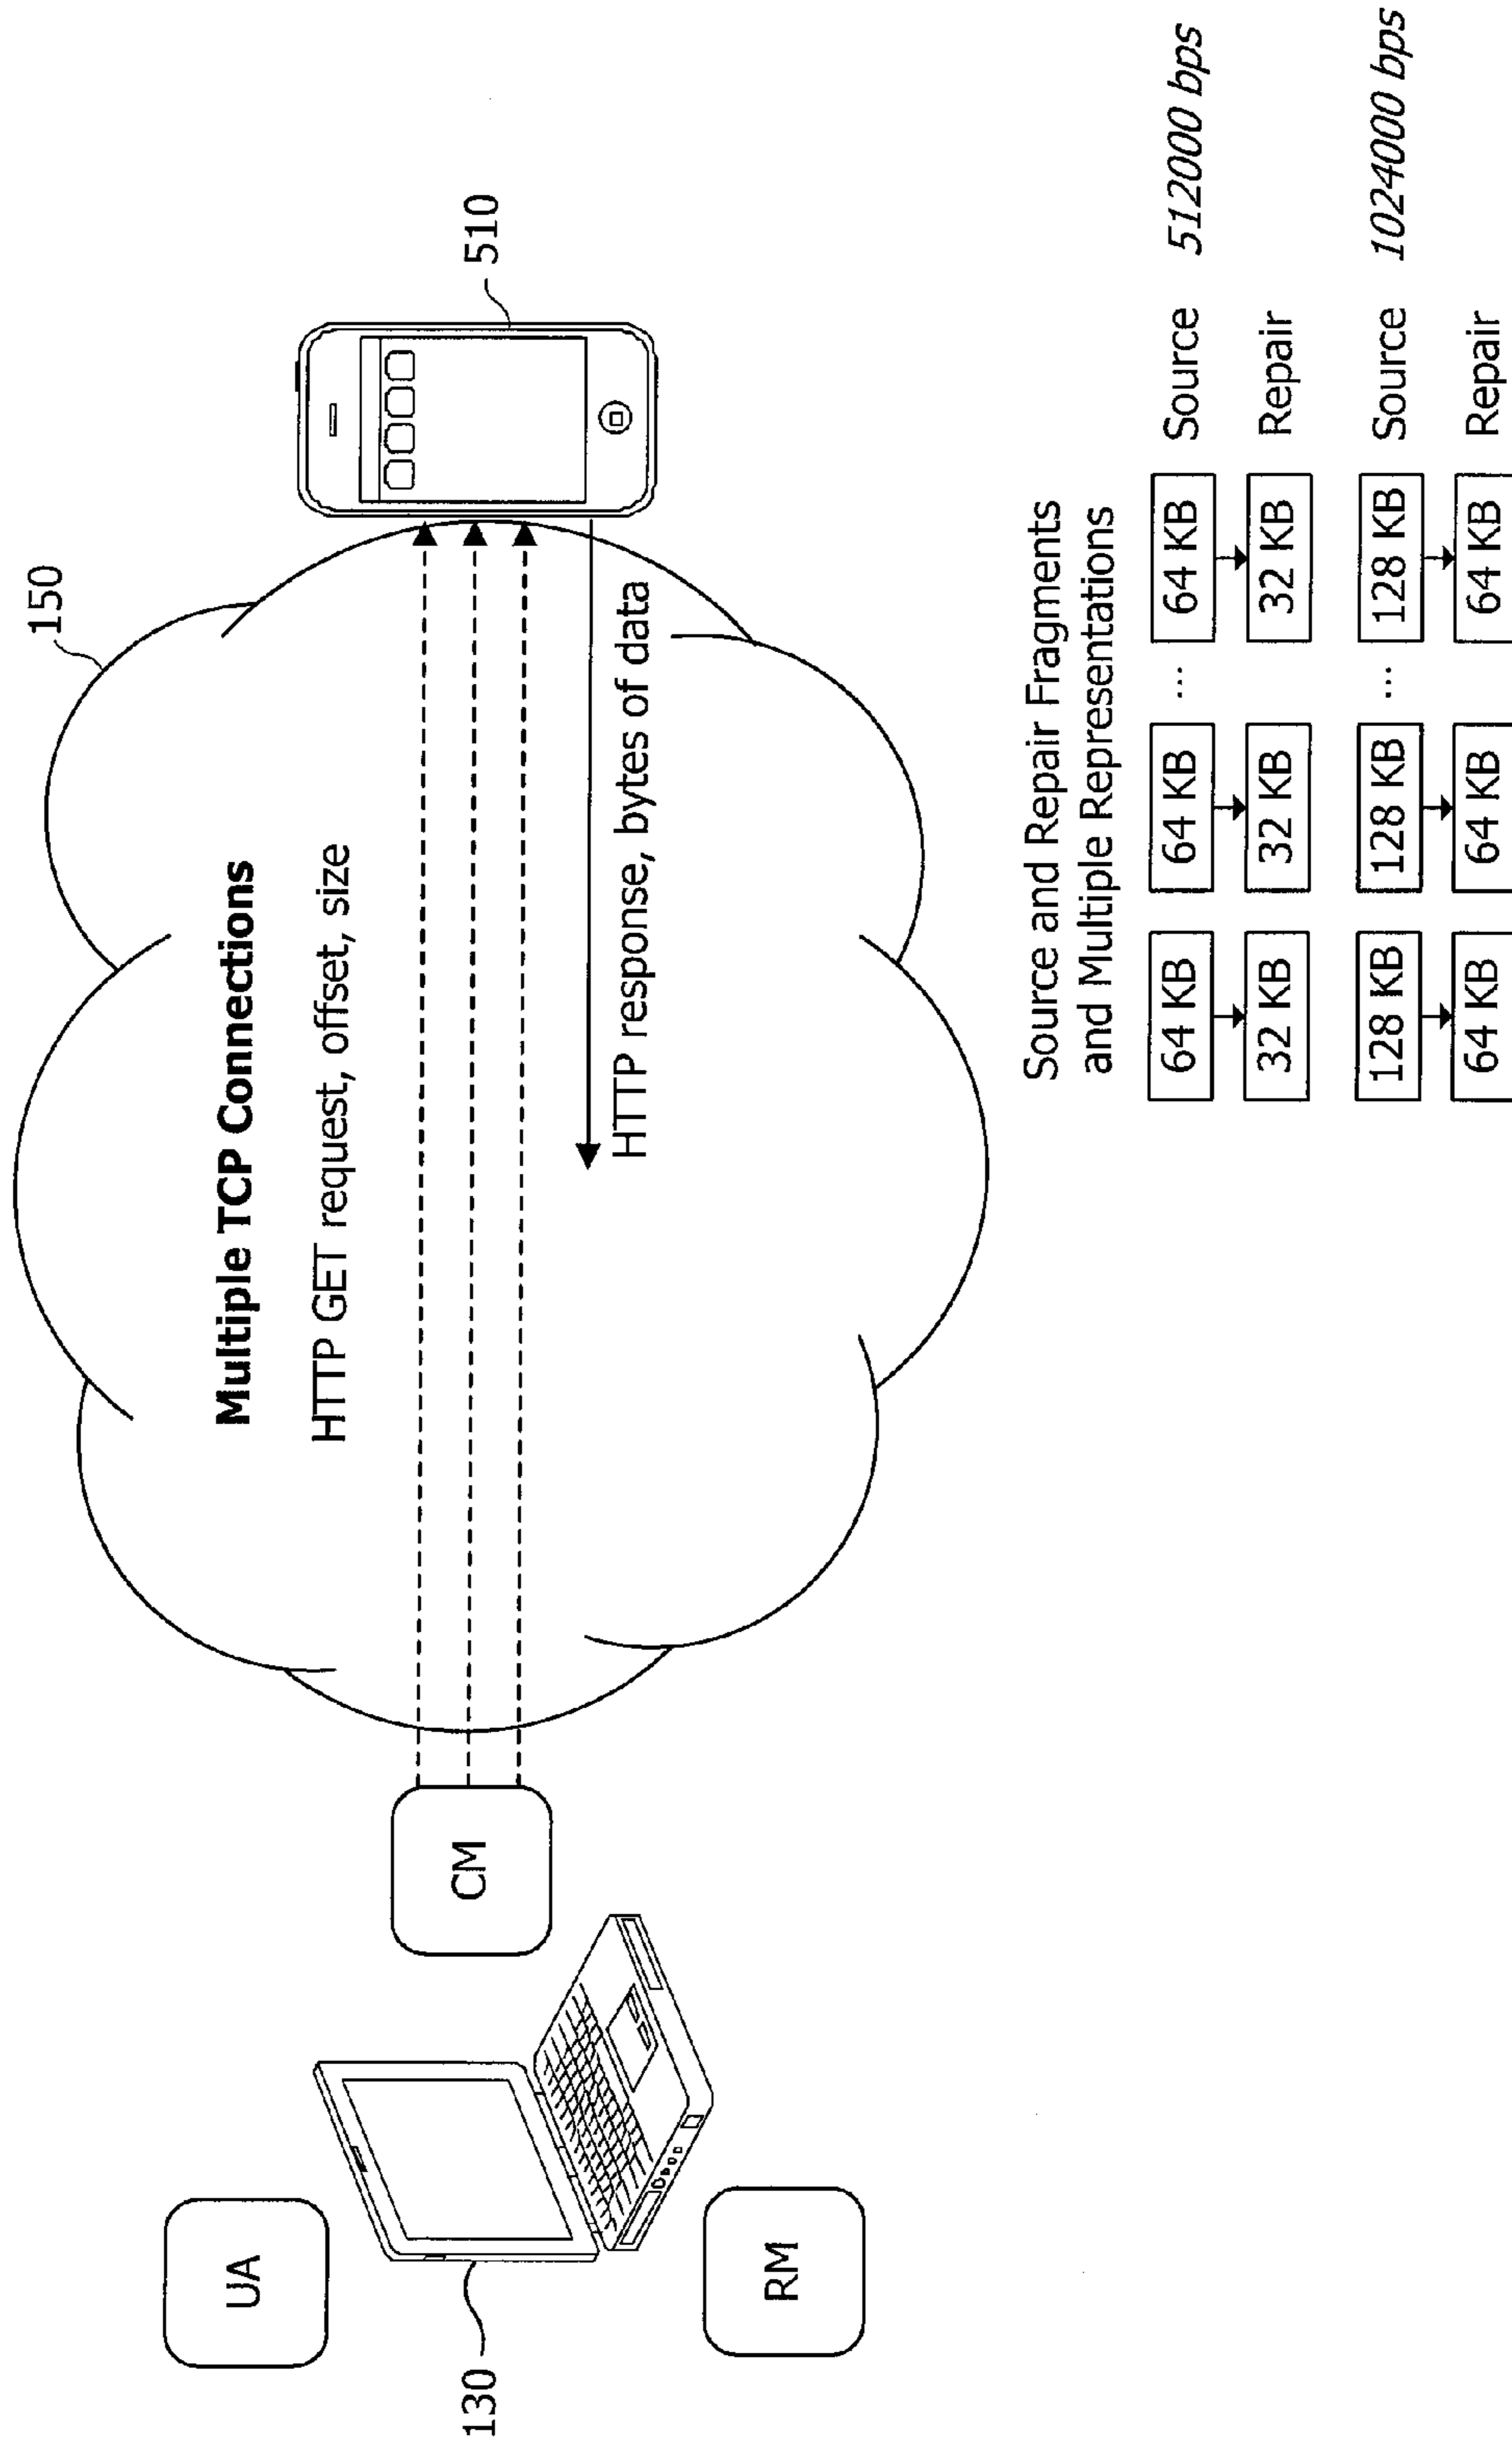 150
Multiple TCP Connections
HTTP GET request, offset, size
UA
CM
510
130
RM
HTTP response, bytes of data
Source and Repair Fragments
and Multiple Representations
64 KB 64 KB ... 64 KB Source 512000 bps
32 KB 32 KB 32 KB Repair
128 KB 128 KB ... 128 KB Source 1024000 bps
64 KB 64 KB 64 KB Repair